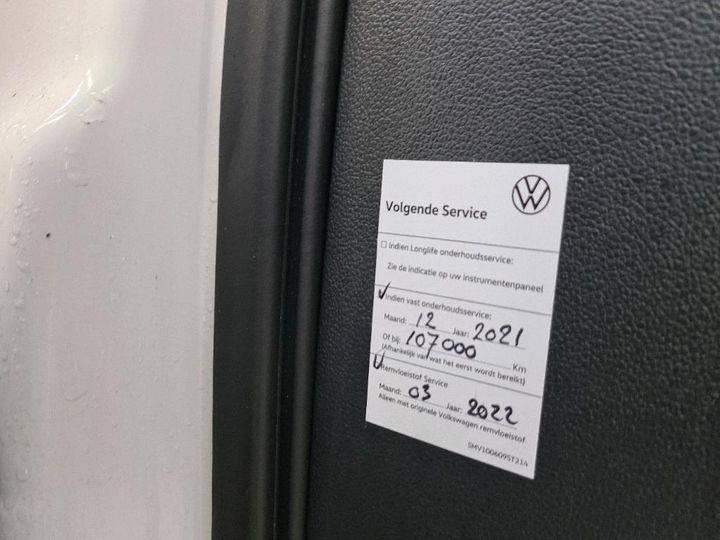 Volgende Service
Indien Longlife onderhoudsservice:
Zie de indicatie op uw instrumentenpaneel
Indien vast onderhoudsservice:
Maand: 12 Jaar: 2021
Of bij: 107000 Km
(Afhankelijk van wat het eerst wordt bereikt)
Remvloeistof Service
Maand: 03 Jaar: 2022
Alleen met originele Volkswagen remvloeistof
SMV1006095T214